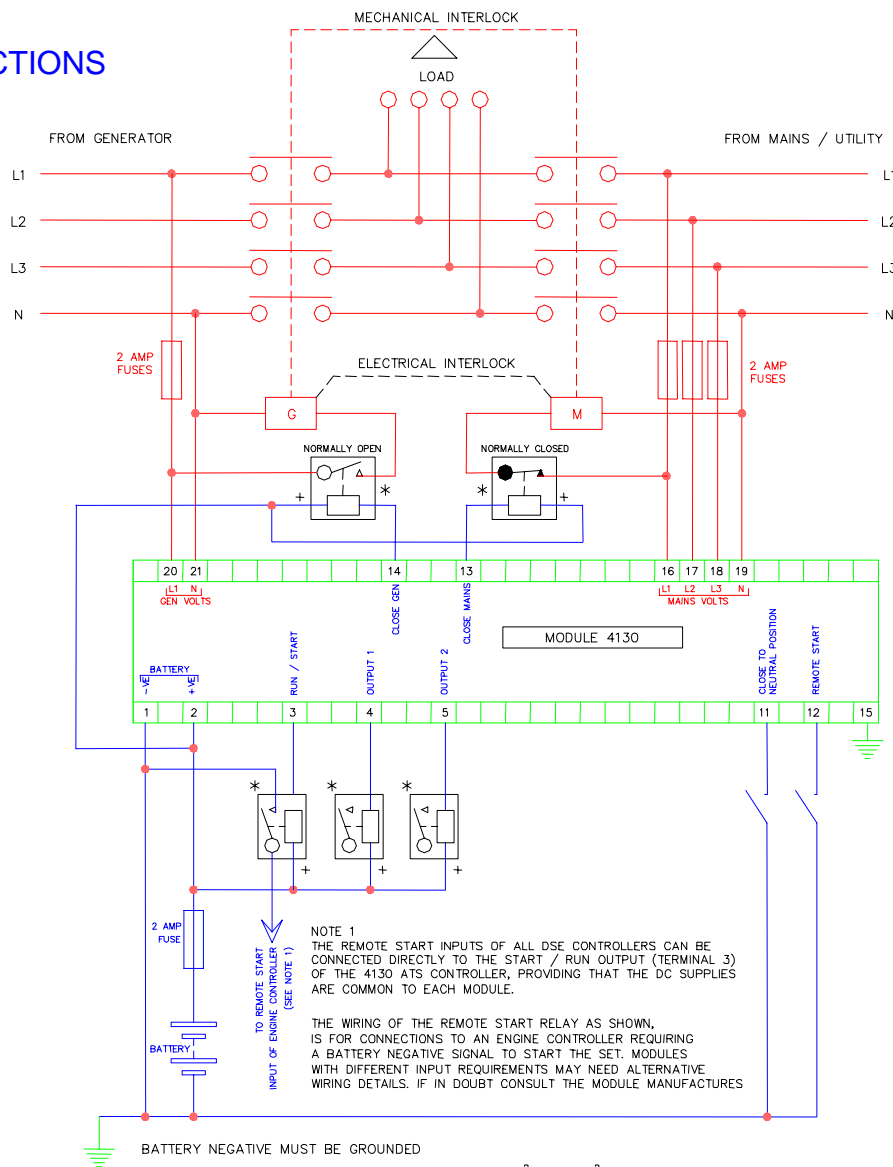 MECHANICAL INTERLOCK
CTIONS
LOAD
FROM GENERATOR
FROM MAINS / UTILITY
L1
L1
L2
L2
L3
L3
N
N
2 AMP
FUSES
ELECTRICAL INTERLOCK
2 AMP
FUSES
G
M
NORMALLY OPEN
NORMALLY CLOSED
+
*
*
+
20 21 14 13 16 17 18 19
L1 N
GEN VOLTS
CLOSE GEN
CLOSE MAINS
L1 L2 L3 N
MAINS VOLTS
MODULE 4130
BATTERY
-VE
+VE
RUN / START
OUTPUT 1
OUTPUT 2
CLOSE TO
NEUTRAL POSITION
REMOTE START
1 2 3 4 5 11 12 15
*
*
*
+
+
+
2 AMP
FUSE
BATTERY
TO REMOTE START
INPUT OF ENGINE CONTROLLER
(SEE NOTE 1)
NOTE 1
THE REMOTE START INPUTS OF ALL DSE CONTROLLERS CAN BE
CONNECTED DIRECTLY TO THE START / RUN OUTPUT (TERMINAL 3)
OF THE 4130 ATS CONTROLLER, PROVIDING THAT THE DC SUPPLIES
ARE COMMON TO EACH MODULE.
THE WIRING OF THE REMOTE START RELAY AS SHOWN,
IS FOR CONNECTIONS TO AN ENGINE CONTROLLER REQUIRING
A BATTERY NEGATIVE SIGNAL TO START THE SET. MODULES
WITH DIFFERENT INPUT REQUIREMENTS MAY NEED ALTERNATIVE
WIRING DETAILS. IF IN DOUBT CONSULT THE MODULE MANUFACTURES
BATTERY NEGATIVE MUST BE GROUNDED